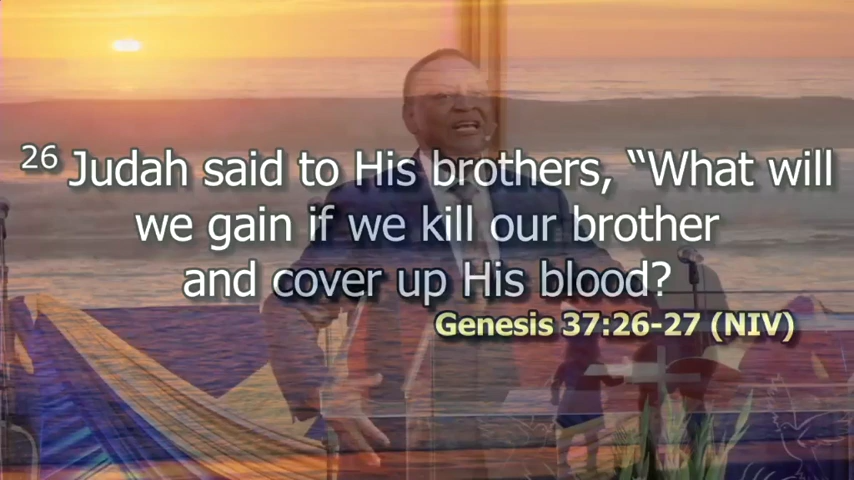 26 Judah said to His brothers, “What will
we gain if we kill our brother
and cover up His blood?
Genesis 37:26-27 (NIV)